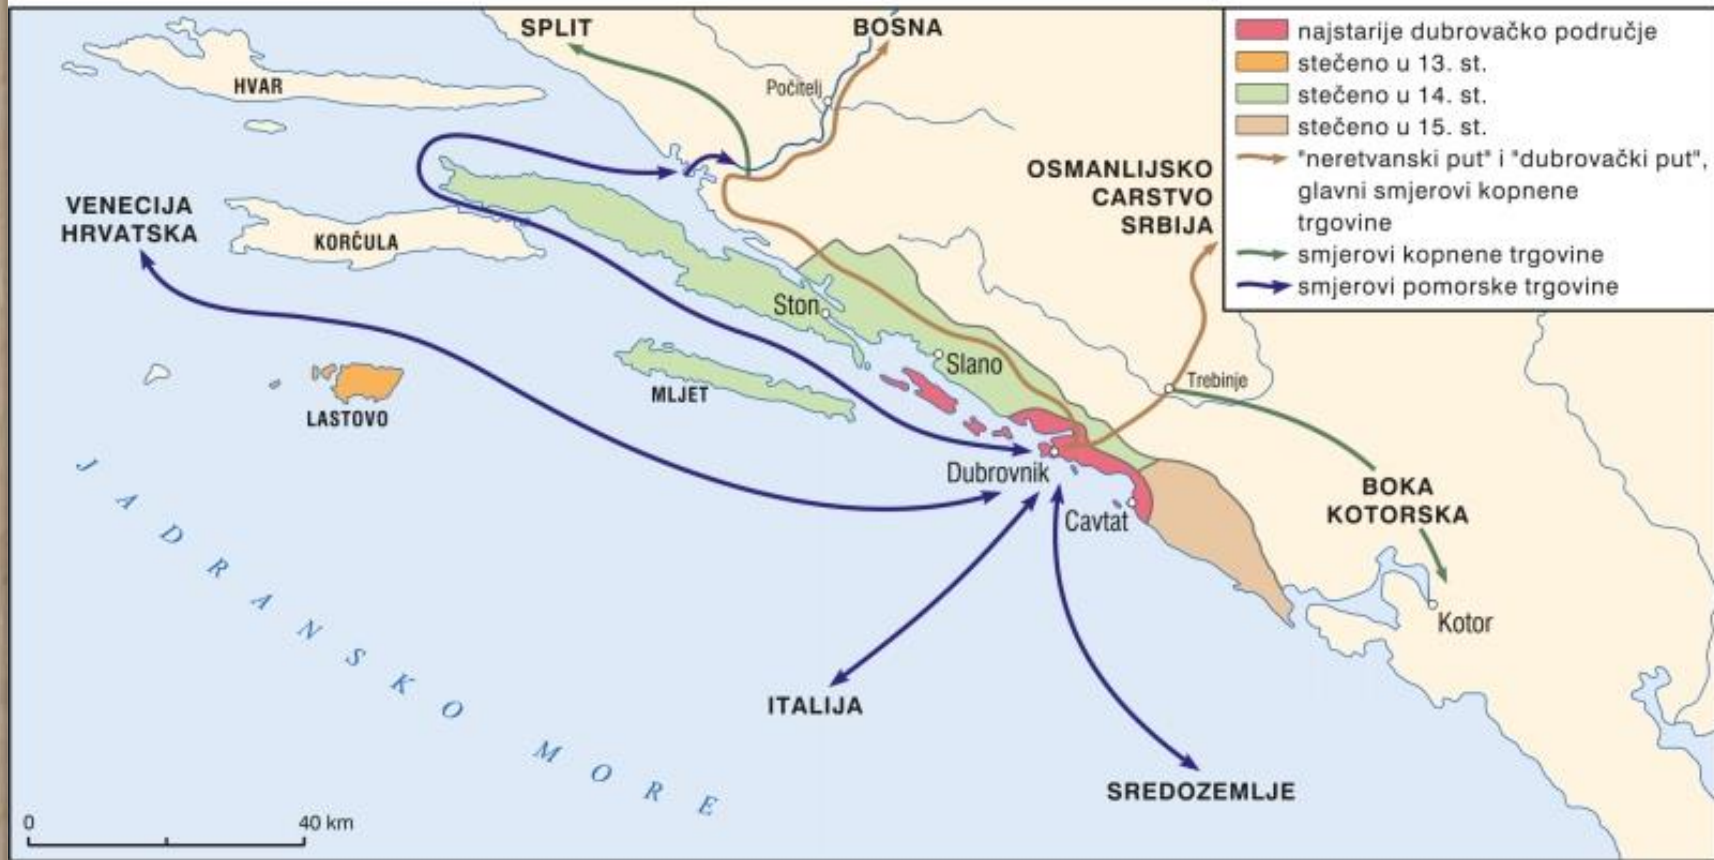 SPLIT
BOSNA
Počitelj
HVAR
VENECIJA
HRVATSKA
KORČULA
OSMANLIJSKO
CARSTVO
SRBIJA
Ston
Slano
MLJET
LASTOVO
Trebinje
Dubrovnik
Cavtat
BOKA
KOTORSKA
Kotor
ITALIJA
SREDOZEMLJE
JADRANSKO MORE
0 40 km
najstarije dubrovačko područje
stečeno u 13. st.
stečeno u 14. st.
stečeno u 15. st.
"neretvanski put" i "dubrovački put",
glavni smjerovi kopnene
trgovine
smjerovi kopnene trgovine
smjerovi pomorske trgovine